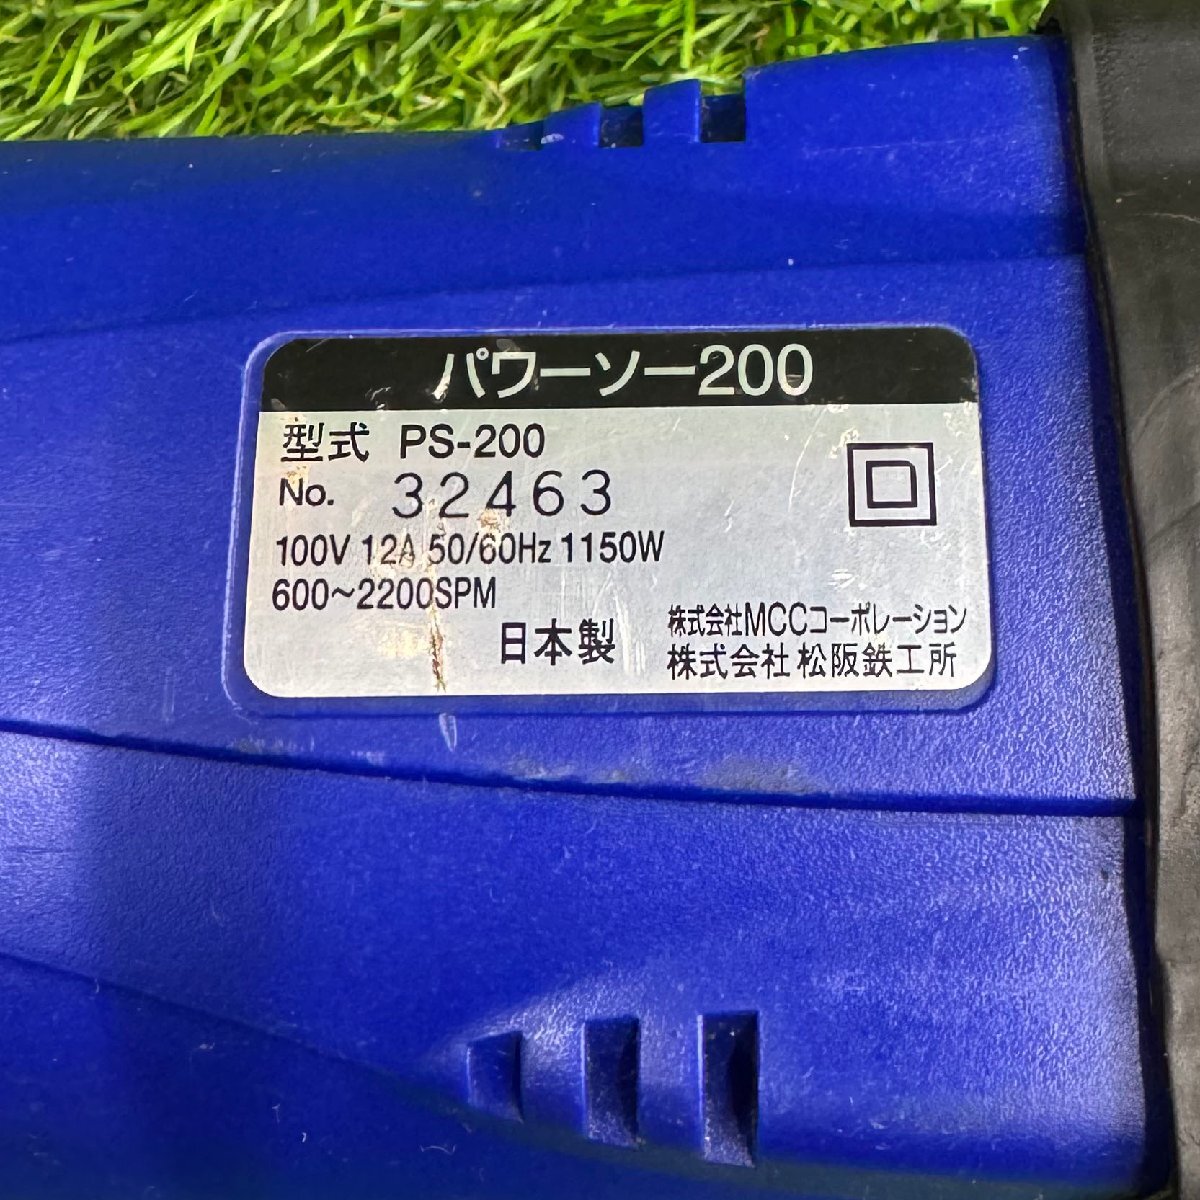 パワーソー200
型式 PS-200
No. 32463
100V 12A 50/60Hz 1150W
600～2200SPM
日本製
株式会社MCCコーポレーション
株式会社 松阪鉄工所